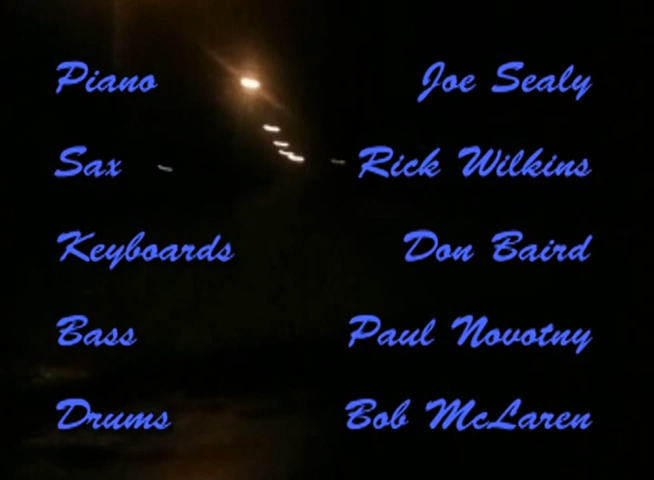 Piano Joe Sealy
Sax Rick Wilkins
Keyboards Don Baird
Bass Paul Novotny
Drums Bob McLaren